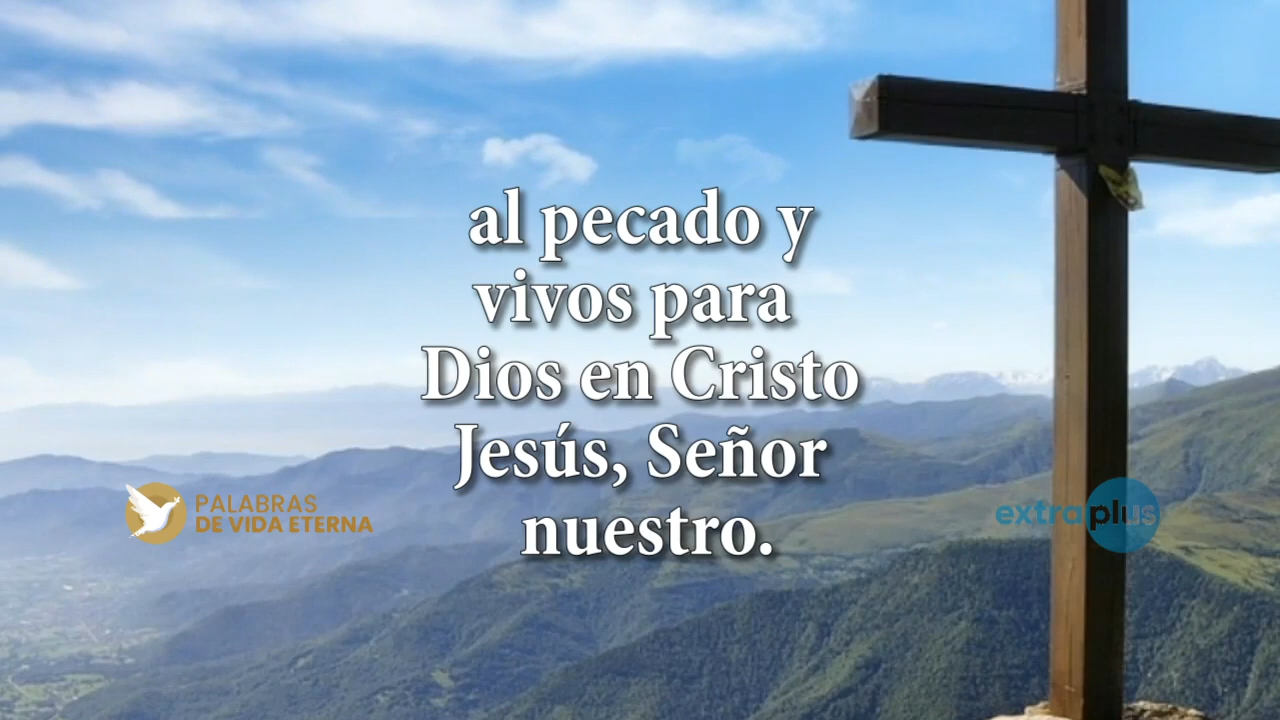 al pecado y
vivos para
Dios en Cristo
Jesús, Señor
nuestro.
PALABRAS
DE VIDA ETERNA
extraplus